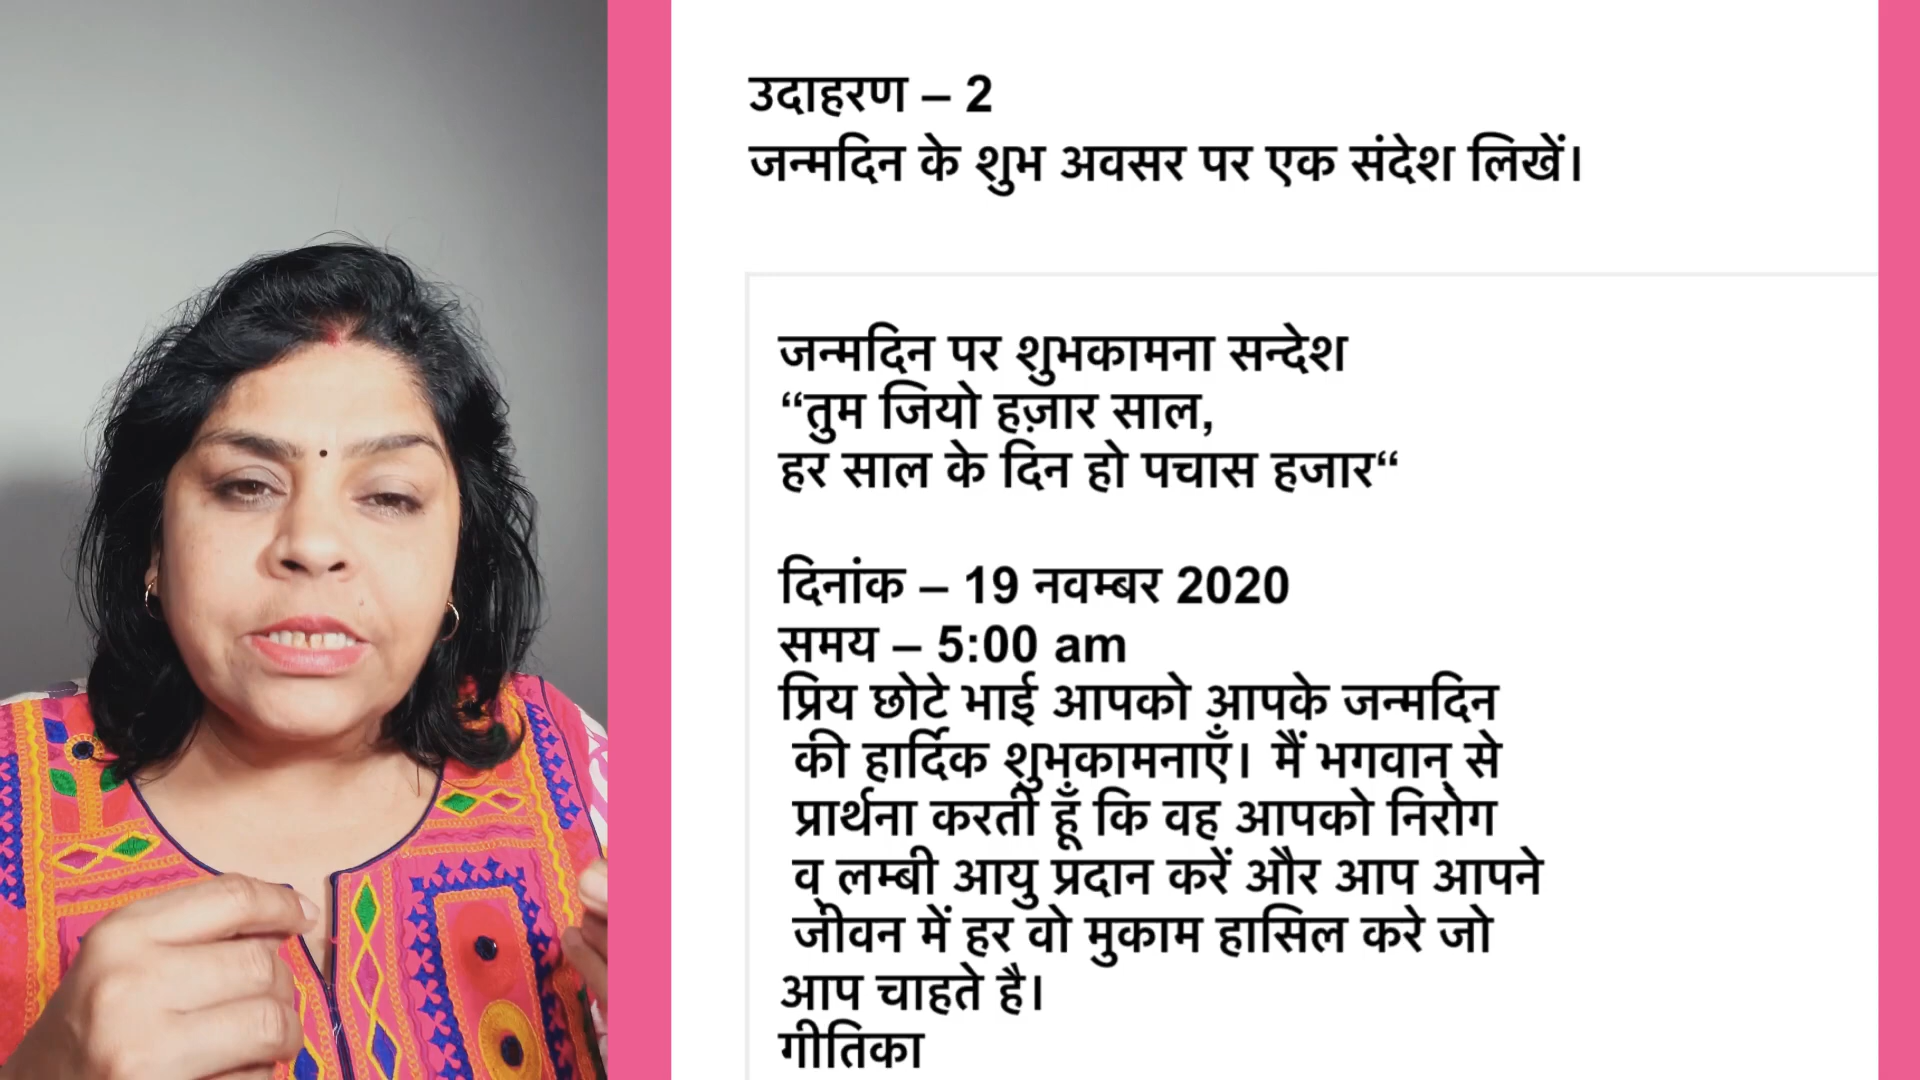 उदाहरण – 2
जन्मदिन के शुभ अवसर पर एक संदेश लिखें।
जन्मदिन पर शुभकामना सन्देश
“तुम जियो हज़ार साल,
हर साल के दिन हो पचास हजार“
दिनांक – 19 नवम्बर 2020
समय – 5:00 am
प्रिय छोटे भाई आपको आपके जन्मदिन
की हार्दिक शुभकामनाएँ। मैं भगवान् से
प्रार्थना करती हूँ कि वह आपको निरोग
व् लम्बी आयु प्रदान करें और आप आपने
जीवन में हर वो मुकाम हासिल करे जो
आप चाहते है।
गीतिका